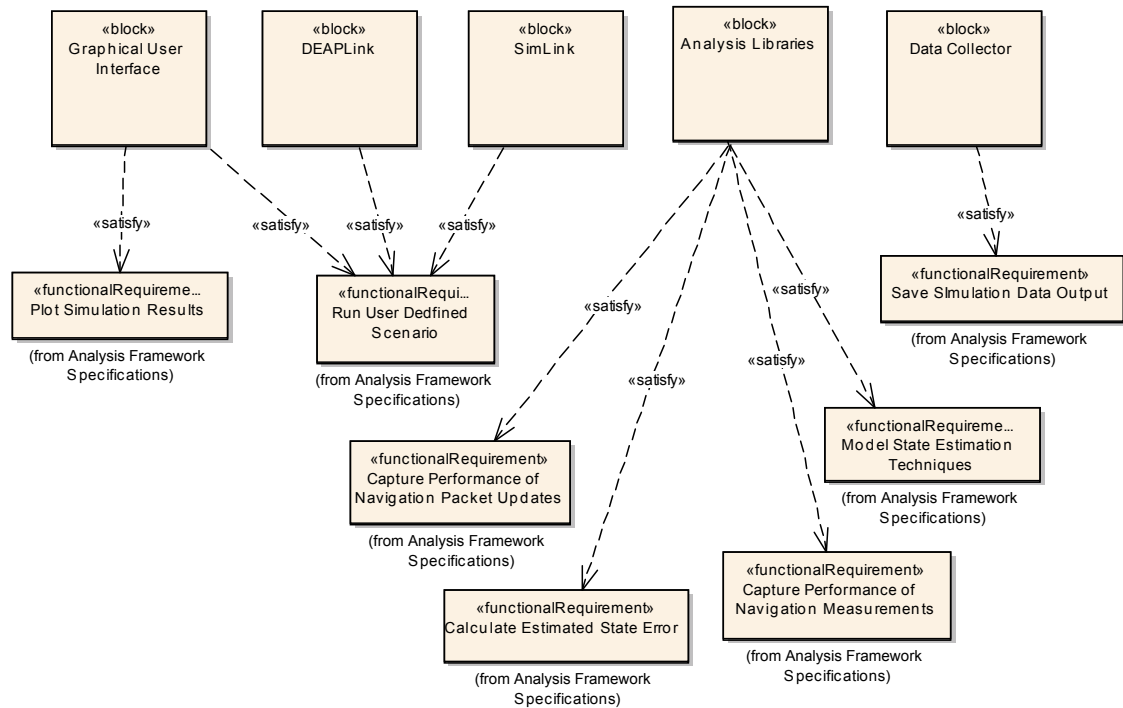 «block»
Graphical User
Interface
«block»
DEAPLink
«block»
SimLink
«block»
Analysis Libraries
«block»
Data Collector
«satisfy»
«satisfy»
«satisfy»
«satisfy»
«satisfy»
«functionalRequireme...
Plot Simulation Results
(from Analysis Framework
Specifications)
«functionalRequi...
Run User Dedfined
Scenario
(from Analysis Framework
Specifications)
«functionalRequirement»
Save SImulation Data Output
(from Analysis Framework
Specifications)
«satisfy»
«satisfy»
«satisfy»
«satisfy»
«functionalRequirement»
Capture Performance of
Navigation Packet Updates
(from Analysis Framework
Specifications)
«functionalRequireme...
Model State Estimation
Techniques
(from Analysis Framework
Specifications)
«functionalRequirement»
Calculate Estimated State Error
(from Analysis Framework
Specifications)
«functionalRequirement»
Capture Performance of
Navigation Measurements
(from Analysis Framework
Specifications)